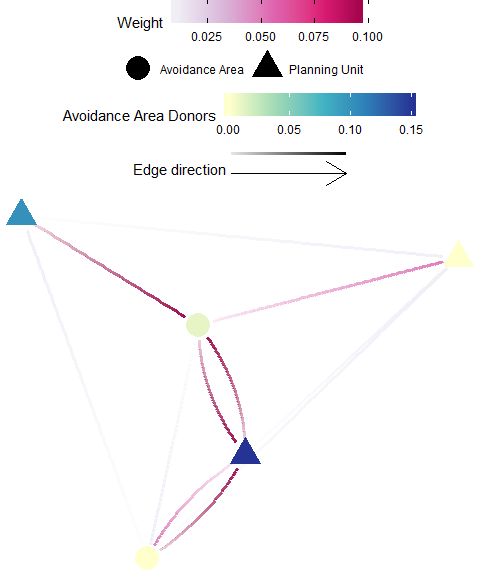 Weight
0.025 0.050 0.075 0.100
Avoidance Area Planning Unit
Avoidance Area Donors
0.00 0.05 0.10 0.15
Edge direction